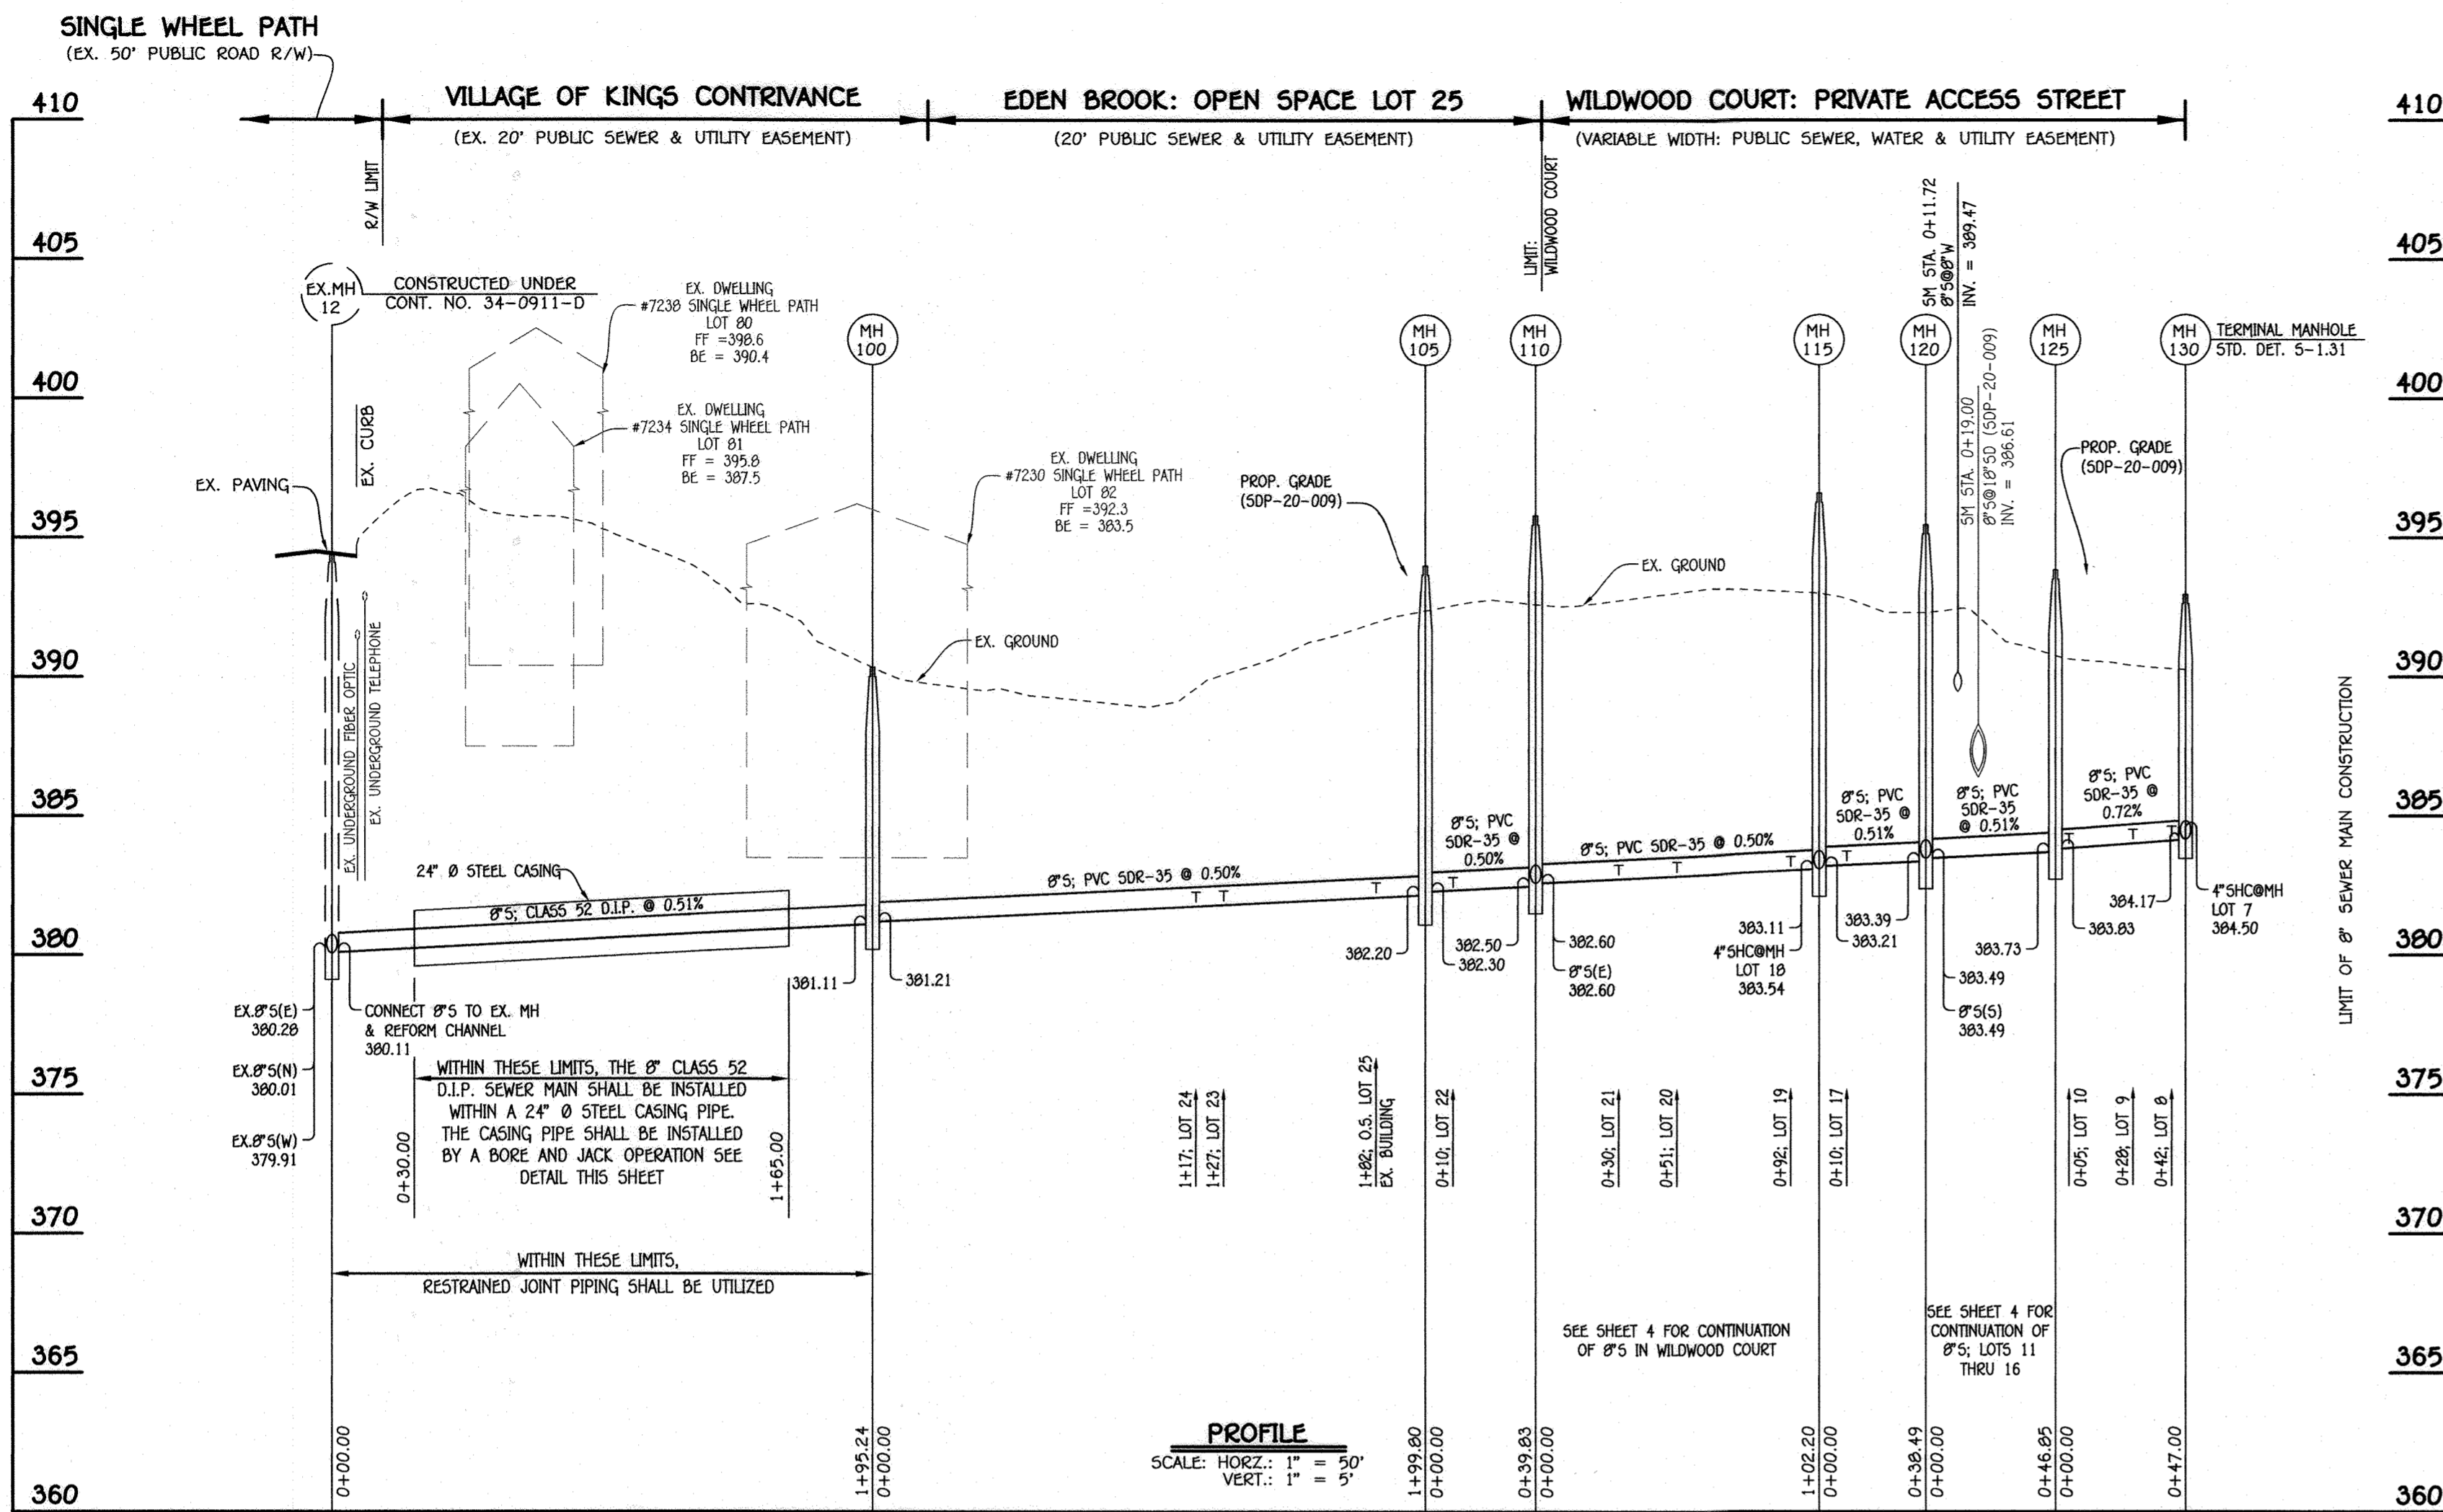 SINGLE WHEEL PATH
(EX. 50' PUBLIC ROAD R/W)
VILLAGE OF KINGS CONTRIVANCE
(EX. 20' PUBLIC SEWER & UTILITY EASEMENT)
EDEN BROOK: OPEN SPACE LOT 25
(20' PUBLIC SEWER & UTILITY EASEMENT)
WILDWOOD COURT: PRIVATE ACCESS STREET
(VARIABLE WIDTH: PUBLIC SEWER, WATER & UTILITY EASEMENT)
410
405
400
395
390
385
380
375
370
365
360
410
405
400
395
390
385
380
375
370
365
360
R/W LIMIT
LIMIT:
WILDWOOD COURT
EX.MH
12
CONSTRUCTED UNDER
CONT. NO. 34-0911-D
EX. DWELLING
#7238 SINGLE WHEEL PATH
LOT 80
FF =398.6
BE = 390.4
EX. DWELLING
#7234 SINGLE WHEEL PATH
LOT 81
FF = 395.8
BE = 387.5
EX. DWELLING
#7230 SINGLE WHEEL PATH
LOT 82
FF =392.3
BE = 383.5
MH
100
MH
105
MH
110
MH
115
MH
120
MH
125
MH
130
TERMINAL MANHOLE
STD. DET. S-1.31
SM STA. 0+11.72
8"S@8"W
INV. = 389.47
SM STA. 0+19.00
8"S@18"SD (SDP-20-009)
INV. = 386.61
EX. CURB
EX. PAVING
EX. UNDERGROUND FIBER OPTIC
EX. UNDERGROUND TELEPHONE
PROP. GRADE
(SDP-20-009)
PROP. GRADE
(SDP-20-009)
EX. GROUND
EX. GROUND
24" Ø STEEL CASING
8"S; CLASS 52 D.I.P. @ 0.51%
8"S; PVC SDR-35 @ 0.50%
8"S; PVC
SDR-35 @
0.50%
8"S; PVC SDR-35 @ 0.50%
8"S; PVC
SDR-35 @
0.51%
8"S; PVC
SDR-35
@ 0.51%
8"S; PVC
SDR-35 @
0.72%
T T T T T T T T T T T
EX.8"S(E)
380.28
EX.8"S(N)
380.01
EX.8"S(W)
379.91
CONNECT 8"S TO EX. MH
& REFORM CHANNEL
380.11
381.11
381.21
382.20
382.30
382.50
382.60
8"S(E)
382.60
383.11
4"SHC@MH
LOT 18
383.54
383.21
383.39
383.49
8"S(S)
383.49
383.73
383.83
384.17
4"SHC@MH
LOT 7
384.50
LIMIT OF 8" SEWER MAIN CONSTRUCTION
WITHIN THESE LIMITS, THE 8" CLASS 52
D.I.P. SEWER MAIN SHALL BE INSTALLED
WITHIN A 24" Ø STEEL CASING PIPE.
THE CASING PIPE SHALL BE INSTALLED
BY A BORE AND JACK OPERATION SEE
DETAIL THIS SHEET
0+30.00
1+65.00
1+17; LOT 24
1+27; LOT 23
1+82; O.S. LOT 25
EX. BUILDING
0+10; LOT 22
0+30; LOT 21
0+51; LOT 20
0+92; LOT 19
0+10; LOT 17
0+05; LOT 10
0+28; LOT 9
0+42; LOT 8
WITHIN THESE LIMITS,
RESTRAINED JOINT PIPING SHALL BE UTILIZED
SEE SHEET 4 FOR CONTINUATION
OF 8"S IN WILDWOOD COURT
SEE SHEET 4 FOR
CONTINUATION OF
8"S; LOTS 11
THRU 16
0+00.00
1+95.24
0+00.00
1+99.80
0+00.00
0+39.83
0+00.00
1+02.20
0+00.00
0+38.49
0+00.00
0+46.85
0+00.00
0+47.00
PROFILE
SCALE: HORZ.: 1" = 50'
VERT.: 1" = 5'